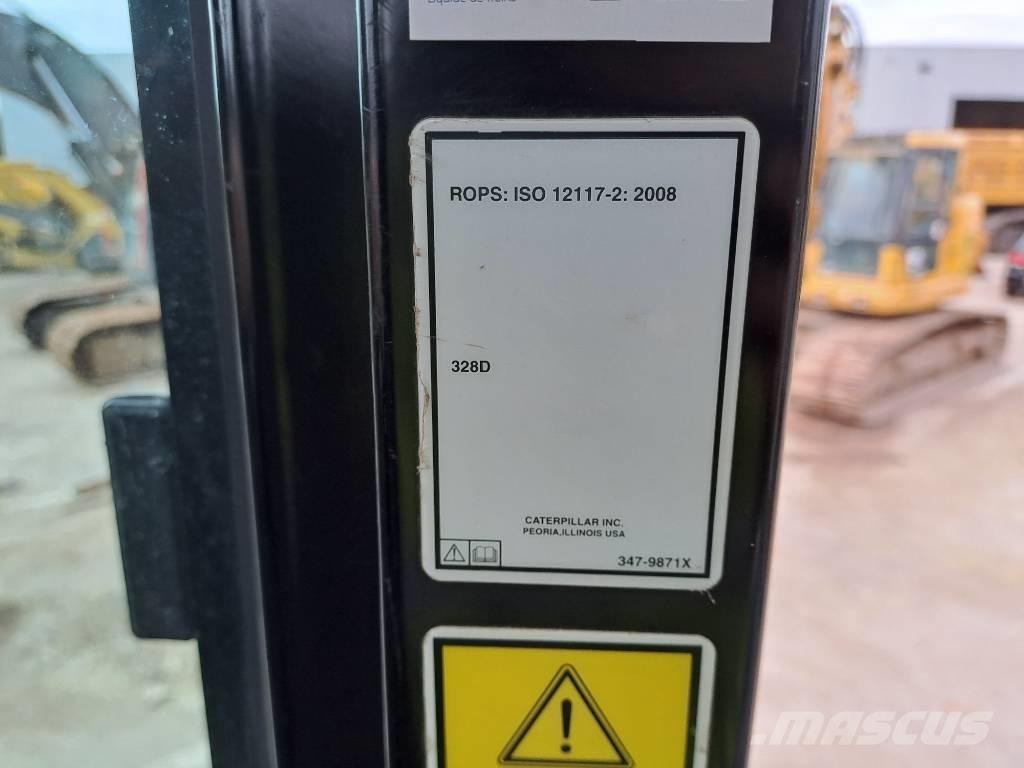 ROPS: ISO 12117-2: 2008
328D
CATERPILLAR INC.
PEORIA,ILLINOIS USA
347-9871X
MASCUS